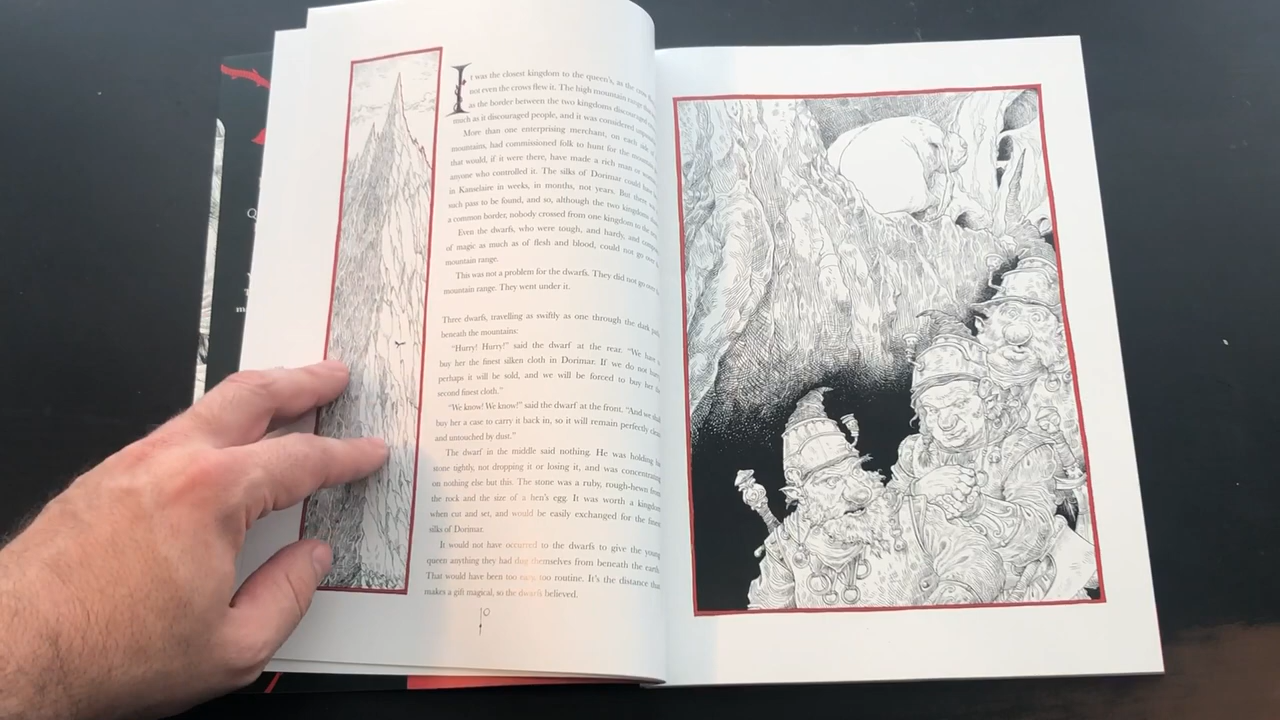 Q
m
It was the closest kingdom to the queen's, as the crow
not even the crows flew it. The high mountain range
as the border between the two kingdoms discouraged
much as it discouraged people, and it was considered
More than one enterprising merchant, on each side of
mountains, had commissioned folk to hunt for the
that would, if it were there, have made a rich man or
anyone who controlled it. The silks of Dorimar could
in Kanselaire in weeks, in months, not years. But there
such pass to be found, and so, although the two kingdoms
a common border, nobody crossed from one kingdom to the
Even the dwarfs, who were tough, and hardy, and
of magic as much as of flesh and blood, could not go over
mountain range.
This was not a problem for the dwarfs. They did not go over
mountain range. They went under it.
Three dwarfs, travelling as swiftly as one through the dark
beneath the mountains:
"Hurry! Hurry!" said the dwarf at the rear. "We have
buy her the finest silken cloth in Dorimar. If we do not
perhaps it will be sold, and we will be forced to buy her
second finest cloth."
"We know! We know!" said the dwarf at the front. "And we
buy her a case to carry it back in, so it will remain perfectly
and untouched by dust."
The dwarf in the middle said nothing. He was holding
stone tightly, not dropping it or losing it, and was concentrating
on nothing else but this. The stone was a ruby, rough-hewn from
the rock and the size of a hen's egg. It was worth a kingdom
when cut and set, and would be easily exchanged for the finest
silks of Dorimar.
It would not have occurred to the dwarfs to give the young
queen anything they had dug themselves from beneath the earth.
That would have been too easy, too routine. It's the distance that
makes a gift magical, so the dwarfs believed.
10